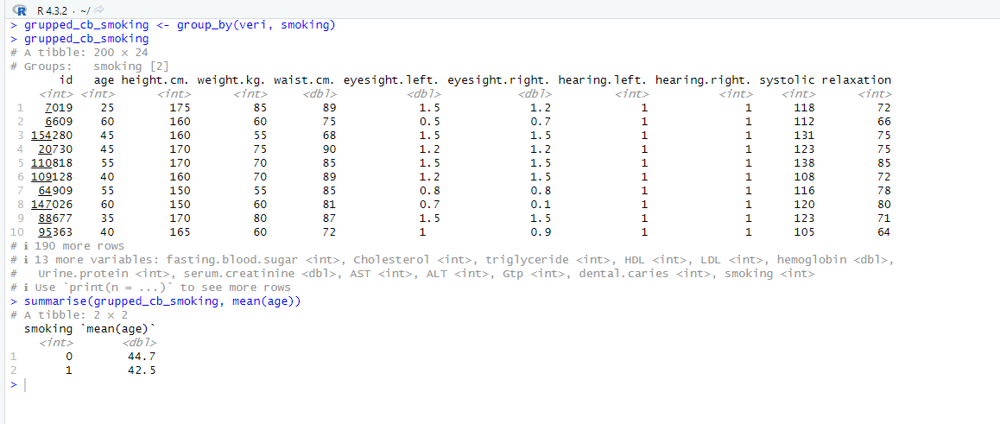 R 4.3.2 · ~/
> grupped_cb_smoking <- group_by(veri, smoking)
> grupped_cb_smoking
# A tibble: 200 × 24
# Groups:   smoking [2]
       id   age height.cm. weight.kg. waist.cm. eyesight.left. eyesight.right. hearing.left. hearing.right. systolic relaxation
    <int> <int>      <int>      <int>     <dbl>          <dbl>           <dbl>         <int>          <int>    <int>      <int>
 1   7019    25        175         85        89            1.5             1.2             1              1      118         72
 2   6609    60        160         60        75            0.5             0.7             1              1      112         66
 3 154280    45        160         55        68            1.5             1.5             1              1      131         75
 4  20730    45        170         75        90            1.2             1.2             1              1      123         75
 5 110818    55        170         70        85            1.5             1.5             1              1      138         85
 6 109128    40        160         70        89            1.2             1.5             1              1      108         72
 7  64909    55        150         55        85            0.8             0.8             1              1      116         78
 8 147026    60        150         60        81            0.7             0.1             1              1      120         80
 9  88677    35        170         80        87            1.5             1.5             1              1      123         71
10  95363    40        165         60        72            1               0.9             1              1      105         64
# ℹ 190 more rows
# ℹ 13 more variables: fasting.blood.sugar <int>, Cholesterol <int>, triglyceride <int>, HDL <int>, LDL <int>, hemoglobin <dbl>,
#   Urine.protein <int>, serum.creatinine <dbl>, AST <int>, ALT <int>, Gtp <int>, dental.caries <int>, smoking <int>
# ℹ Use `print(n = ...)` to see more rows
> summarise(grupped_cb_smoking, mean(age))
# A tibble: 2 × 2
  smoking `mean(age)`
    <int>       <dbl>
1       0        44.7
2       1        42.5
>